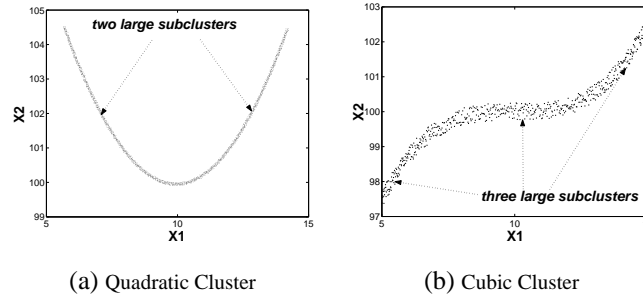 105
104
103
102
101
100
99
5
10
15
X2
X1
two large subclusters
(a) Quadratic Cluster
103
102
101
100
99
98
97
5
10
X2
X1
three large subclusters
(b) Cubic Cluster